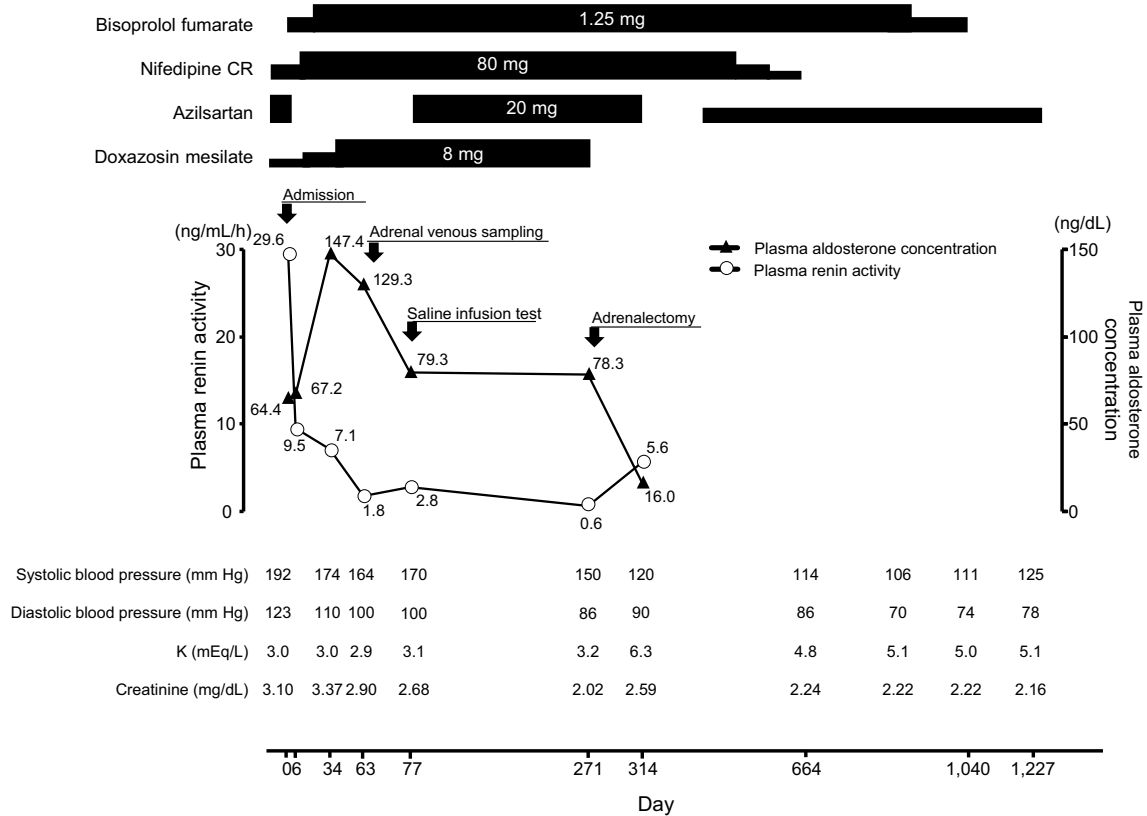 Bisoprolol fumarate 1.25 mg
Nifedipine CR 80 mg
Azilsartan 20 mg
Doxazosin mesilate 8 mg
Admission
(ng/mL/h) (ng/dL)
Adrenal venous sampling
Saline infusion test
Adrenalectomy
Plasma aldosterone concentration
Plasma renin activity
Plasma renin activity
30
20
10
0
Plasma aldosterone
concentration
150
100
50
0
29.6 9.5 7.1 1.8 2.8 0.6 5.6
64.4 67.2 147.4 129.3 79.3 78.3 16.0
Systolic blood pressure (mm Hg) 192 174 164 170 150 120 114 106 111 125
Diastolic blood pressure (mm Hg) 123 110 100 100 86 90 86 70 74 78
K (mEq/L) 3.0 3.0 2.9 3.1 3.2 6.3 4.8 5.1 5.0 5.1
Creatinine (mg/dL) 3.10 3.37 2.90 2.68 2.02 2.59 2.24 2.22 2.22 2.16
0 6 34 63 77 271 314 664 1,040 1,227
Day